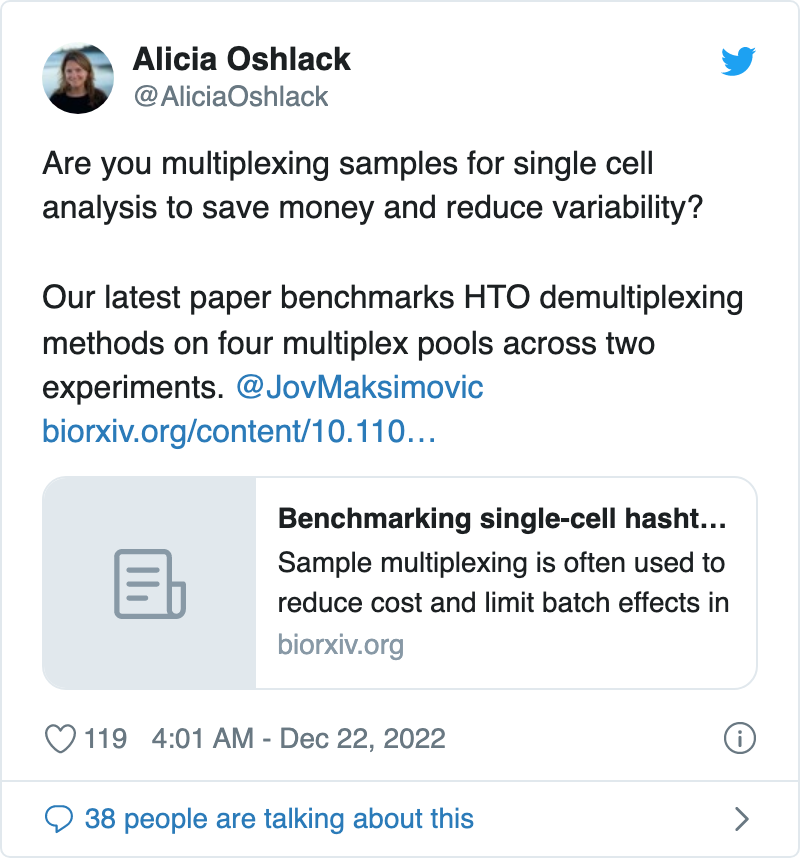 Alicia Oshlack
@AliciaOshlack
Are you multiplexing samples for single cell
analysis to save money and reduce variability?
Our latest paper benchmarks HTO demultiplexing
methods on four multiplex pools across two
experiments. @JovMaksimovic
biorxiv.org/content/10.110…
Benchmarking single-cell hasht…
Sample multiplexing is often used to
reduce cost and limit batch effects in
biorxiv.org
119 4:01 AM - Dec 22, 2022
38 people are talking about this